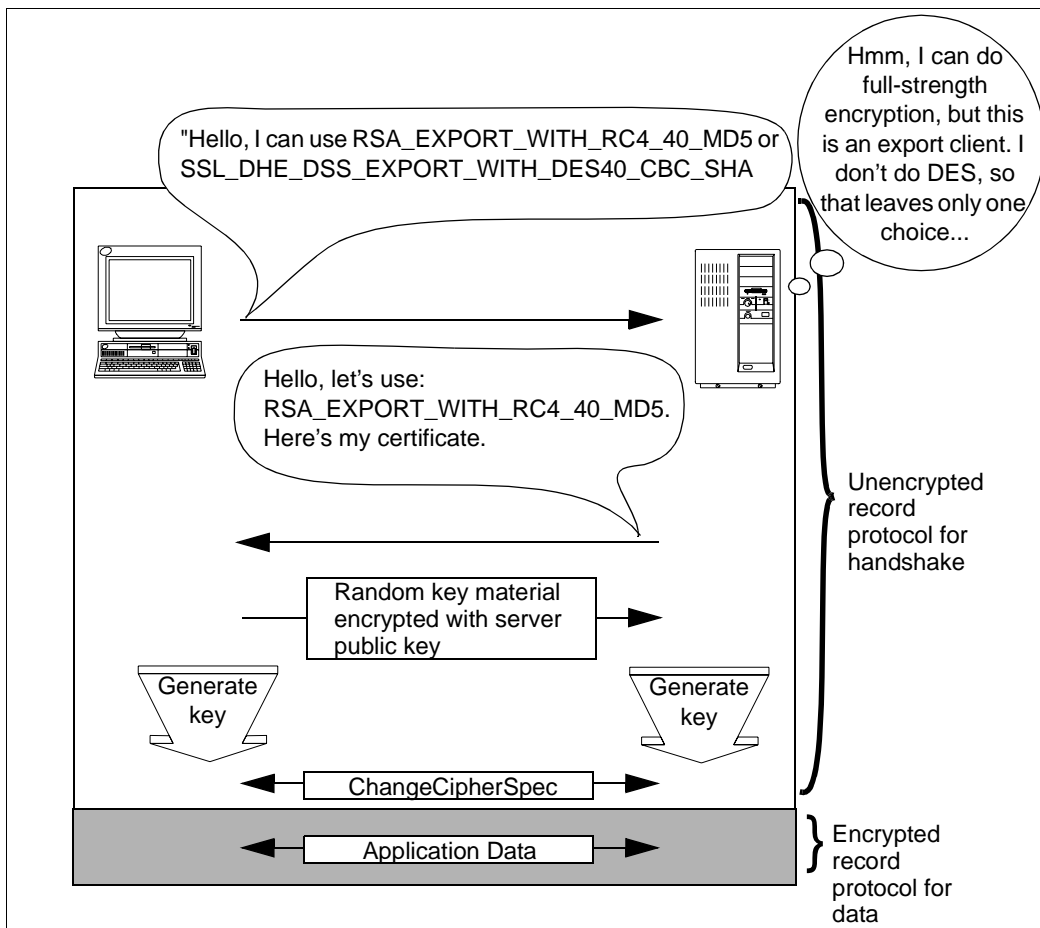 Hmm, I can do
full-strength
encryption, but this
is an export client. I
don't do DES, so
that leaves only one
choice...
"Hello, I can use RSA_EXPORT_WITH_RC4_40_MD5 or
SSL_DHE_DSS_EXPORT_WITH_DES40_CBC_SHA
Hello, let's use:
RSA_EXPORT_WITH_RC4_40_MD5.
Here's my certificate.
Unencrypted
record
protocol for
handshake
Random key material
encrypted with server
public key
Generate
key
Generate
key
ChangeCipherSpec
Application Data
Encrypted
record
protocol for
data